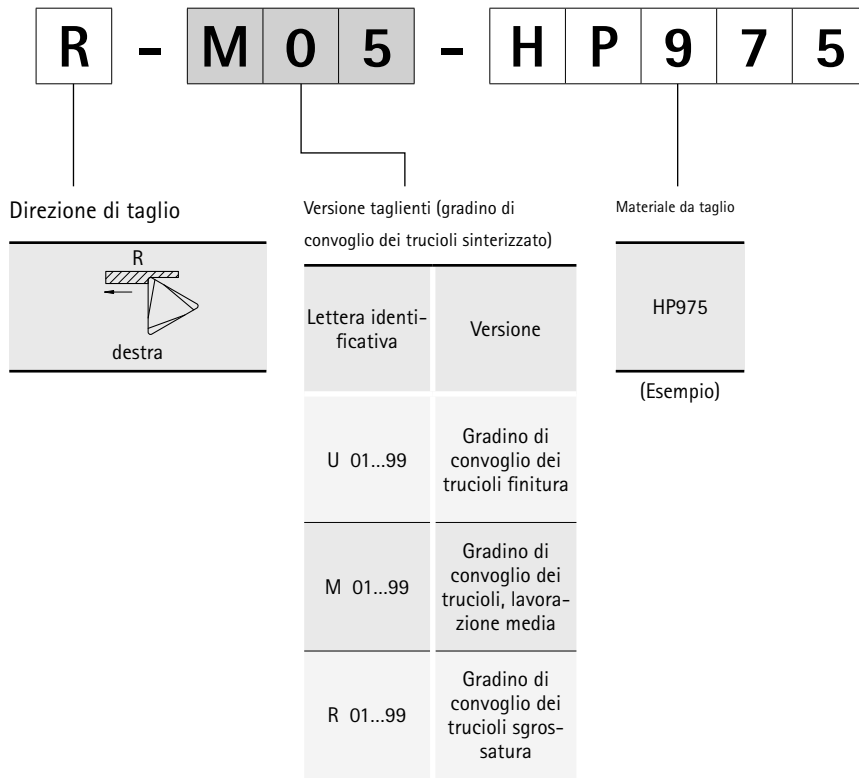 R - M 0 5 - H P 9 7 5
Direzione di taglio
R
destra
Versione taglienti (gradino di
convoglio dei trucioli sinterizzato)
Lettera identi-
ficativa
Versione
U 01...99
Gradino di
convoglio dei
trucioli finitura
M 01...99
Gradino di
convoglio dei
trucioli, lavora-
zione media
R 01...99
Gradino di
convoglio dei
trucioli sgros-
satura
Materiale da taglio
HP975
(Esempio)